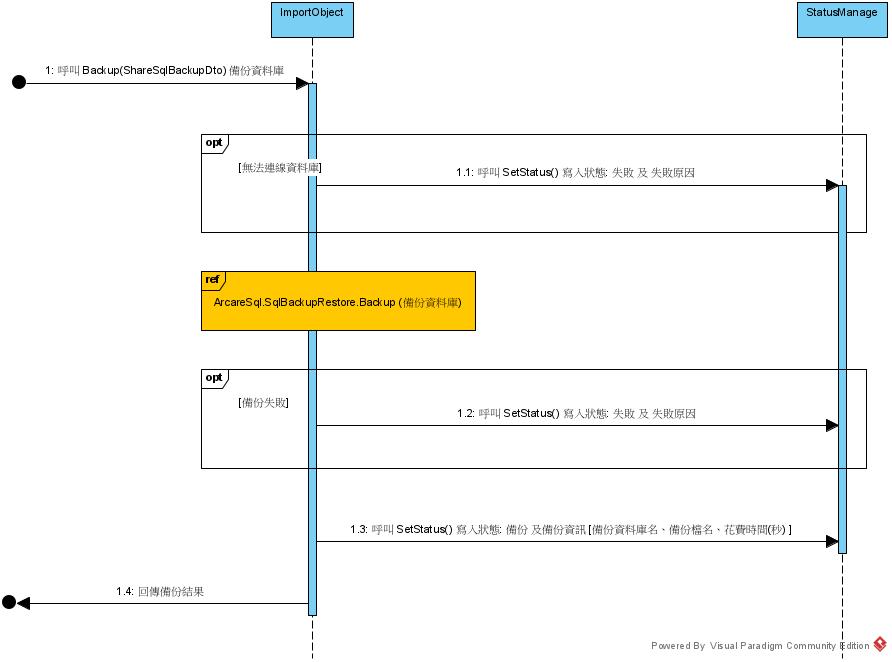 ImportObject
StatusManage
1: 呼叫 Backup(ShareSqlBackupDto) 備份資料庫
opt
[無法連線資料庫]
1.1: 呼叫 SetStatus() 寫入狀態: 失敗 及 失敗原因
ref
ArcareSql.SqlBackupRestore.Backup (備份資料庫)
opt
[備份失敗]
1.2: 呼叫 SetStatus() 寫入狀態: 失敗 及 失敗原因
1.3: 呼叫 SetStatus() 寫入狀態: 備份 及備份資訊 [備份資料庫名、備份檔名、花費時間(秒) ]
1.4: 回傳備份結果
Powered By Visual Paradigm Community Edition